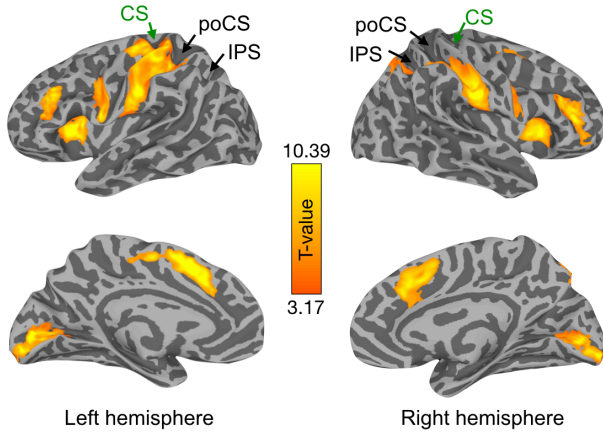 CS
poCS
IPS
poCS
CS
IPS
10.39
T-value
3.17
Left hemisphere
Right hemisphere